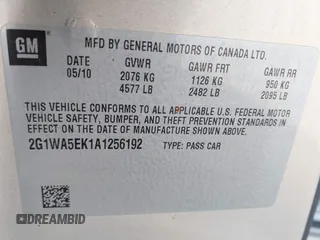 GM
MFD BY GENERAL MOTORS OF CANADA LTD.
DATE GVWR GAWR FRT GAWR RR
05/10 2076 KG 1126 KG 950 KG
4577 LB 2482 LB 2095 LB
THIS VEHICLE CONFORMS TO ALL APPLICABLE U.S. FEDERAL MOTOR
VEHICLE SAFETY, BUMPER, AND THEFT PREVENTION STANDARDS IN EFFECT
ON THE DATE OF MANUFACTURE SHOWN ABOVE.
2G1WA5EK1A1256192 TYPE: PASS CAR
DREAMBID